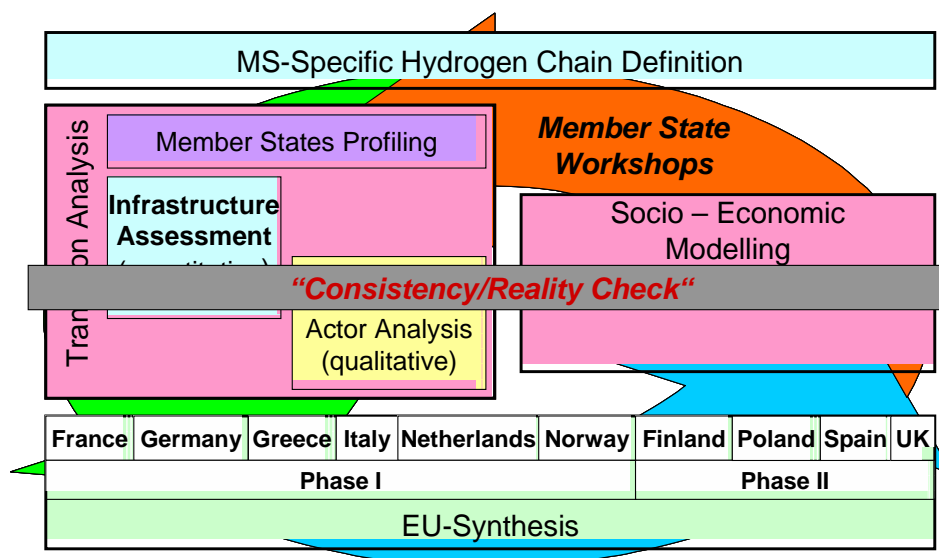 MS-Specific Hydrogen Chain Definition
Member State
Workshops
Member States Profiling
Infrastructure
Assessment
Socio – Economic
Modelling
“Consistency/Reality Check“
Actor Analysis
(qualitative)
France Germany Greece Italy Netherlands Norway Finland Poland Spain UK
Phase I Phase II
EU-Synthesis